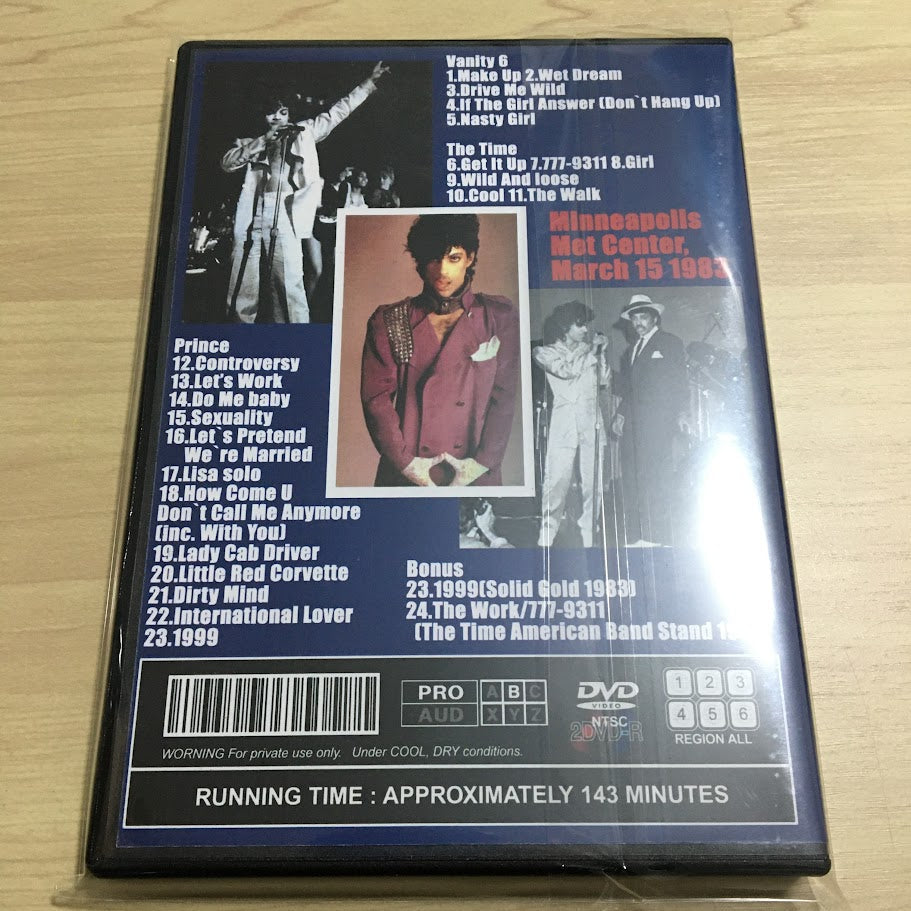 Vanity 6
1.Make Up 2.Wet Dream
3.Drive Me Wild
4.If The Girl Answer (Don`t Hang Up)
5.Nasty Girl
The Time
6.Get It Up 7.777-9311 8.Girl
9.Wild And loose
10.Cool 11.The Walk
Minneapolis
Met Center,
March 15 1983
Prince
12.Controversy
13.Let's Work
14.Do Me baby
15.Sexuality
16.Let`s Pretend
We`re Married
17.Lisa solo
18.How Come U
Don`t Call Me Anymore
(inc. With You)
19.Lady Cab Driver
20.Little Red Corvette
21.Dirty Mind
22.International Lover
23.1999
Bonus
23.1999(Solid Gold 1983)
24.The Work/777-9311
(The Time American Band Stand
WORNING For private use only. Under COOL, DRY conditions.
PRO A B C
AUD X Y Z
DVD
VIDEO
NTSC
2DVD-R
1 2 3
4 5 6
REGION ALL
RUNNING TIME : APPROXIMATELY 143 MINUTES